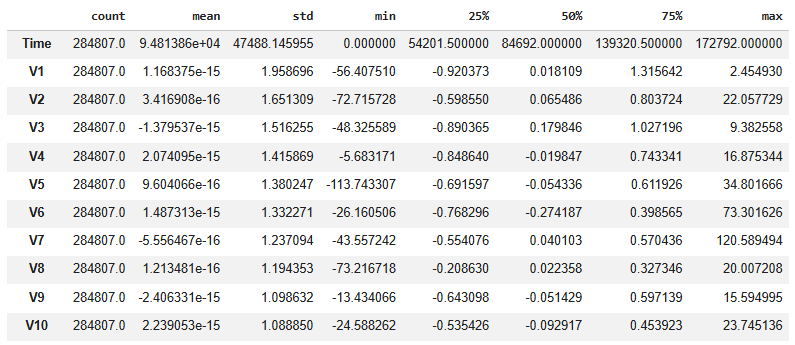 count mean std min 25% 50% 75% max
Time 284807.0 9.481386e+04 47488.145955 0.000000 54201.500000 84692.000000 139320.500000 172792.000000
V1 284807.0 1.168375e-15 1.958696 -56.407510 -0.920373 0.018109 1.315642 2.454930
V2 284807.0 3.416908e-16 1.651309 -72.715728 -0.598550 0.065486 0.803724 22.057729
V3 284807.0 -1.379537e-15 1.516255 -48.325589 -0.890365 0.179846 1.027196 9.382558
V4 284807.0 2.074095e-15 1.415869 -5.683171 -0.848640 -0.019847 0.743341 16.875344
V5 284807.0 9.604066e-16 1.380247 -113.743307 -0.691597 -0.054336 0.611926 34.801666
V6 284807.0 1.487313e-15 1.332271 -26.160506 -0.768296 -0.274187 0.398565 73.301626
V7 284807.0 -5.556467e-16 1.237094 -43.557242 -0.554076 0.040103 0.570436 120.589494
V8 284807.0 1.213481e-16 1.194353 -73.216718 -0.208630 0.022358 0.327346 20.007208
V9 284807.0 -2.406331e-15 1.098632 -13.434066 -0.643098 -0.051429 0.597139 15.594995
V10 284807.0 2.239053e-15 1.088850 -24.588262 -0.535426 -0.092917 0.453923 23.745136